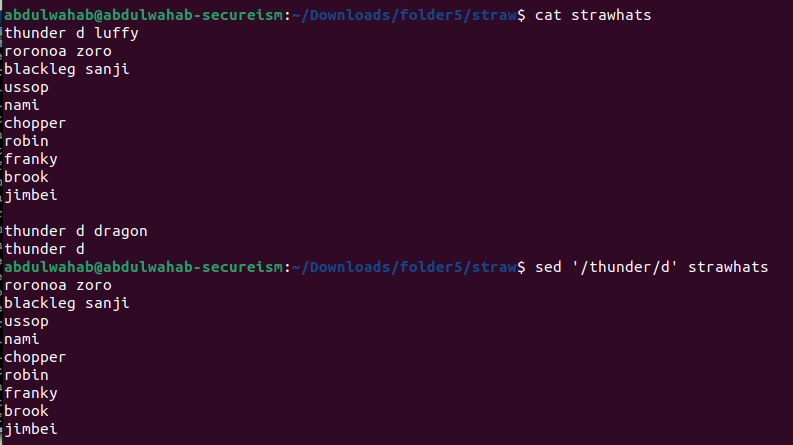 abdulwahab@abdulwahab-secureism:~/Downloads/folder5/straw$ cat strawhats
thunder d luffy
roronoa zoro
blackleg sanji
ussop
nami
chopper
robin
franky
brook
jimbei
thunder d dragon
thunder d
abdulwahab@abdulwahab-secureism:~/Downloads/folder5/straw$ sed '/thunder/d' strawhats
roronoa zoro
blackleg sanji
ussop
nami
chopper
robin
franky
brook
jimbei